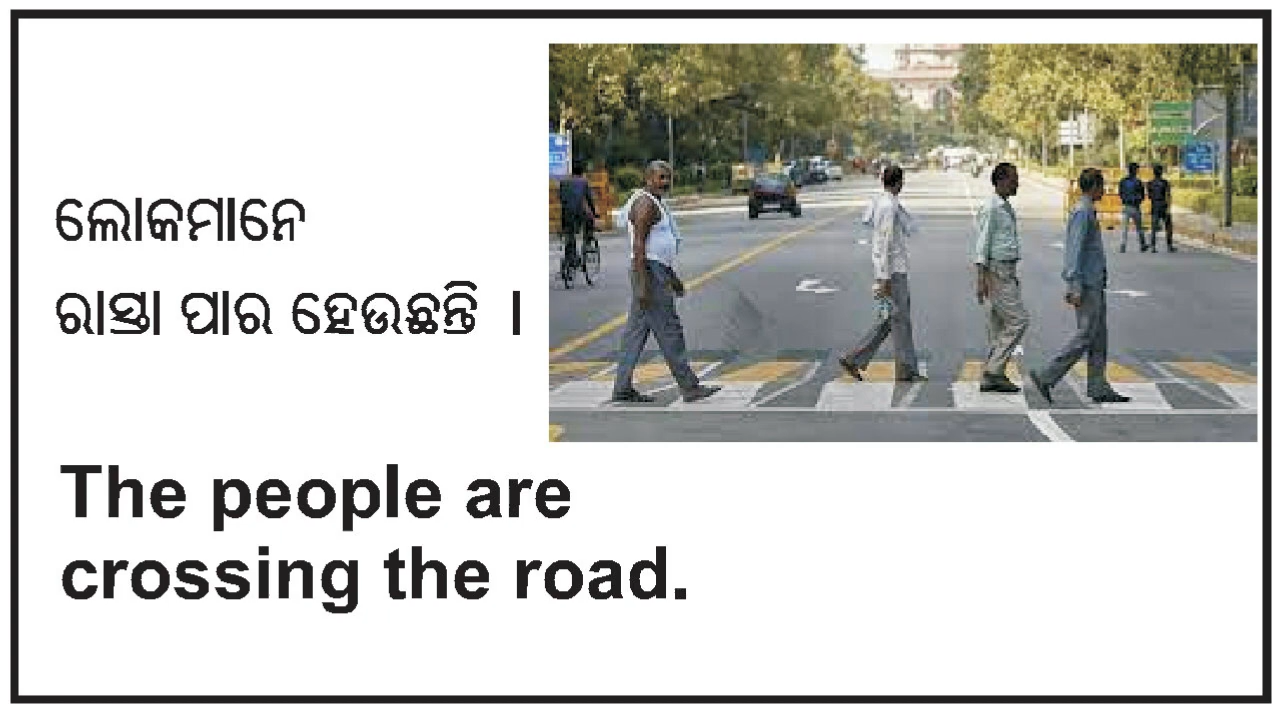 ଲୋକମାନେ
ରାସ୍ତା ପାର ହେଉଛନ୍ତି ।
The people are
crossing the road.